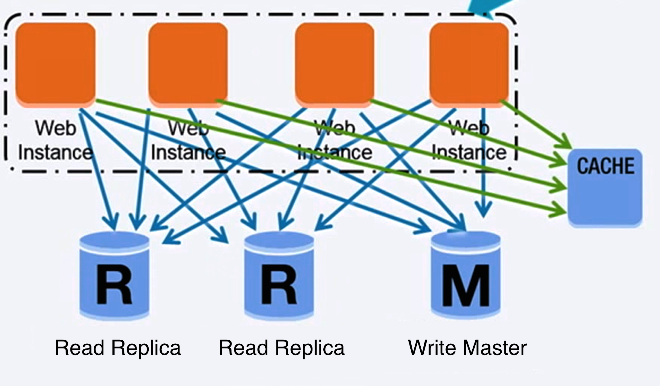 Web
Instance
Web
Instance
Web
Instance
Web
Instance
CACHE
R
R
M
Read Replica
Read Replica
Write Master